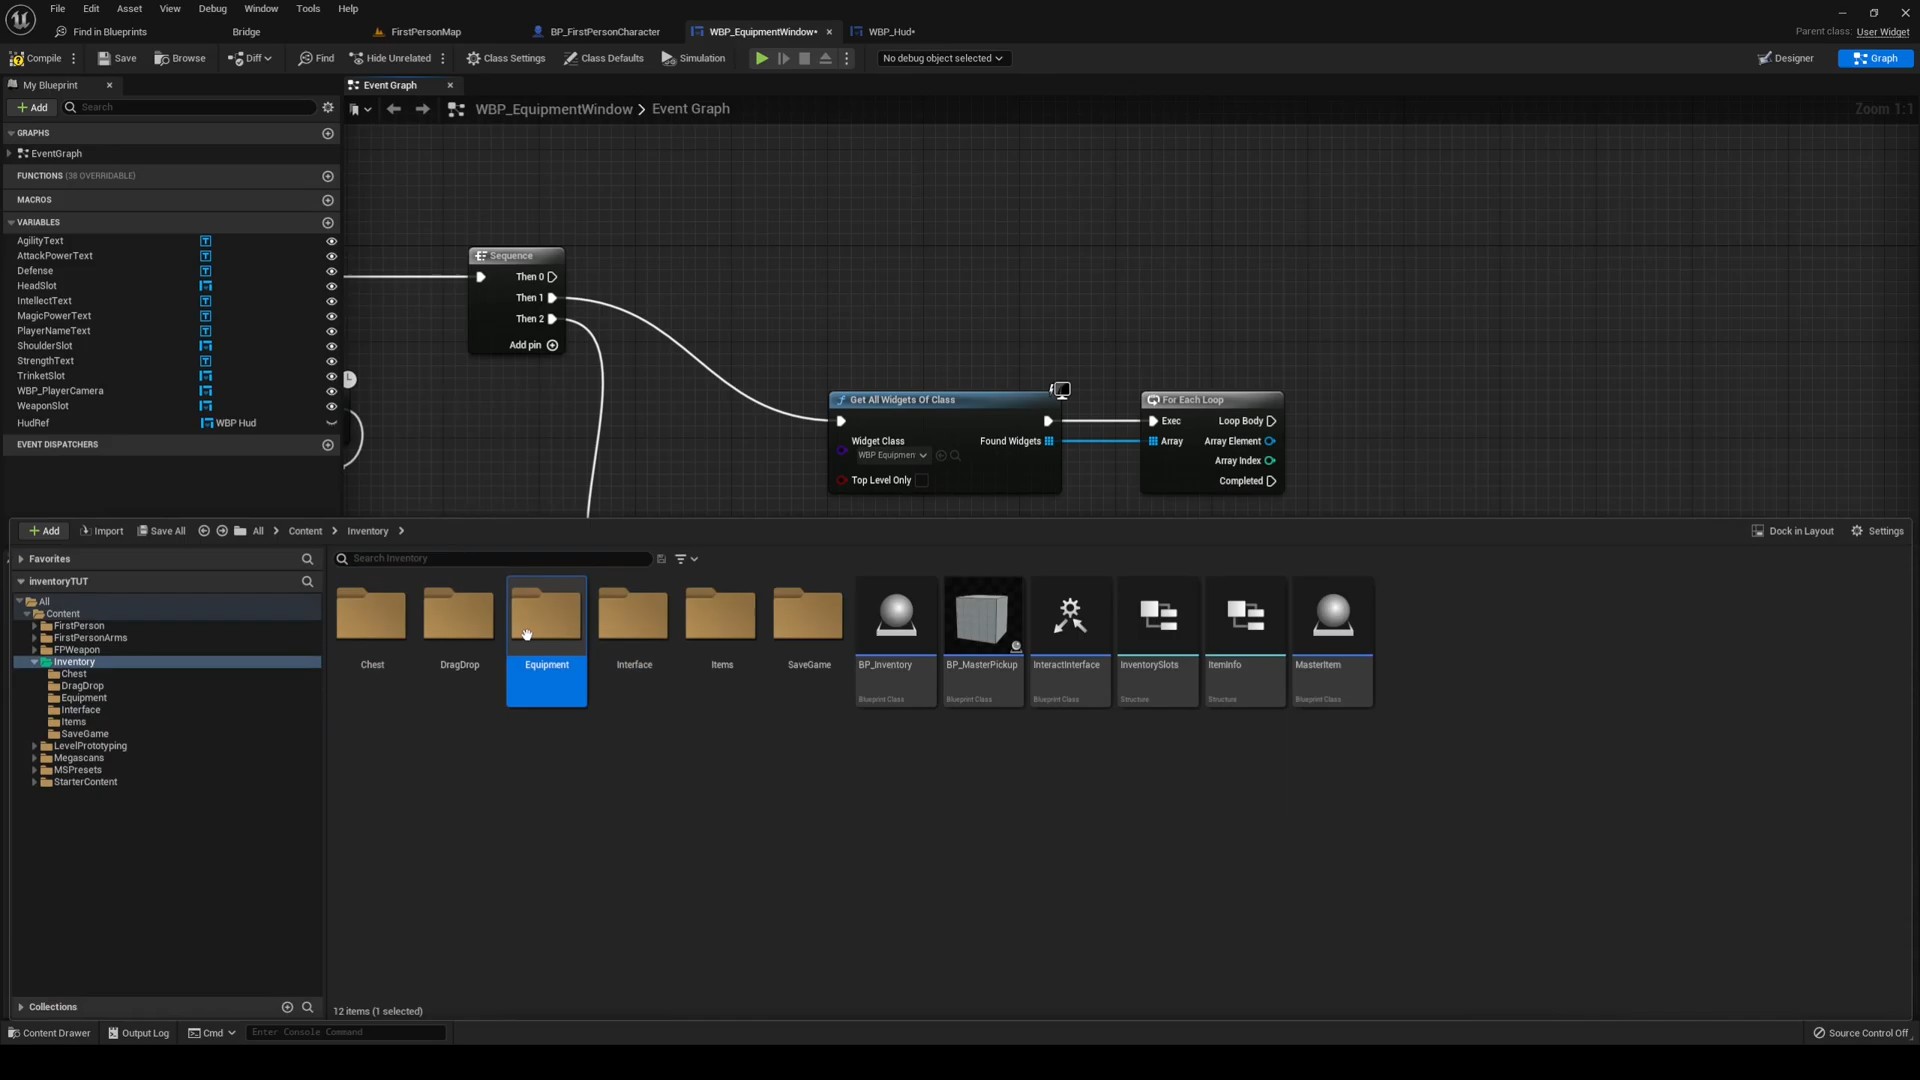 File Edit Asset View Debug Window Tools Help
Find in Blueprints Bridge FirstPersonMap BP_FirstPersonCharacter WBP_EquipmentWindow• WBP_Hud• Parent class: User Widget
Compile Save Browse Diff Find Hide Unrelated Class Settings Class Defaults Simulation No debug object selected Designer Graph
My Blueprint Event Graph
Add Search WBP_EquipmentWindow > Event Graph Zoom 1:1
GRAPHS
EventGraph
FUNCTIONS (38 OVERRIDABLE)
MACROS
VARIABLES
AgilityText
AttackPowerText
Defense
HeadSlot
IntellectText
MagicPowerText
PlayerNameText
ShoulderSlot
StrengthText
TrinketSlot
WBP_PlayerCamera
WeaponSlot
HudRef WBP Hud
EVENT DISPATCHERS
Sequence
Then 0
Then 1
Then 2
Add pin
Get All Widgets Of Class
Widget Class Found Widgets
WBP Equipmen
Top Level Only
For Each Loop
Exec Loop Body
Array Array Element
Array Index
Completed
Add Import Save All All Content Inventory Dock in Layout Settings
Favorites
inventoryTUT
All
Content
FirstPerson
FirstPersonArms
FPWeapon
Inventory
Chest
DragDrop
Equipment
Interface
Items
SaveGame
LevelPrototyping
Megascans
MSPresets
StarterContent
Collections
Search Inventory
Chest DragDrop Equipment Interface Items SaveGame BP_Inventory BP_MasterPickup InteractInterface InventorySlots ItemInfo MasterItem
Blueprint Class Blueprint Class Blueprint Class Structure Structure Blueprint Class
12 items (1 selected)
Content Drawer Output Log Cmd Enter Console Command Source Control Off